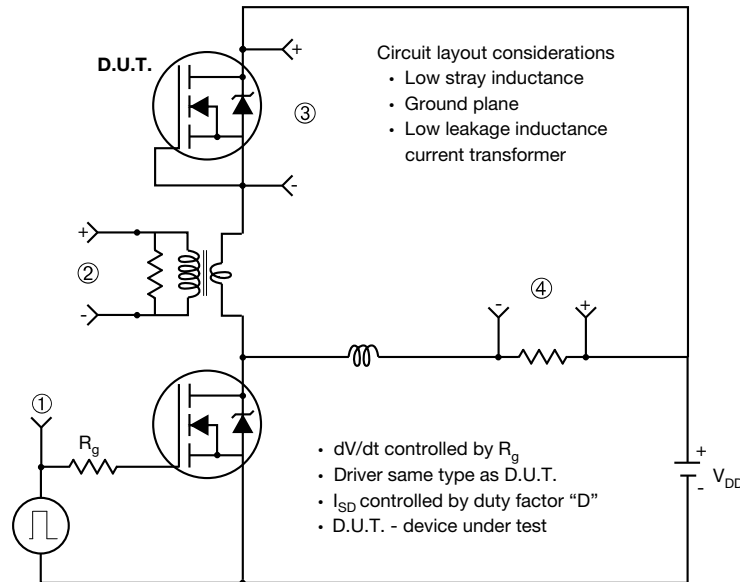 D.U.T.
+
Circuit layout considerations
• Low stray inductance
• Ground plane
• Low leakage inductance
current transformer
③
-
+
②
-
④
-
+
①
R_g
• dV/dt controlled by R_g
• Driver same type as D.U.T.
• I_SD controlled by duty factor “D”
• D.U.T. - device under test
+
V_DD
-